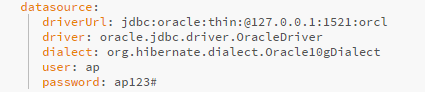 datasource:
driverUrl: jdbc:oracle:thin:@127.0.0.1:1521:orcl
driver: oracle.jdbc.driver.OracleDriver
dialect: org.hibernate.dialect.Oracle10gDialect
user: ap
password: ap123#